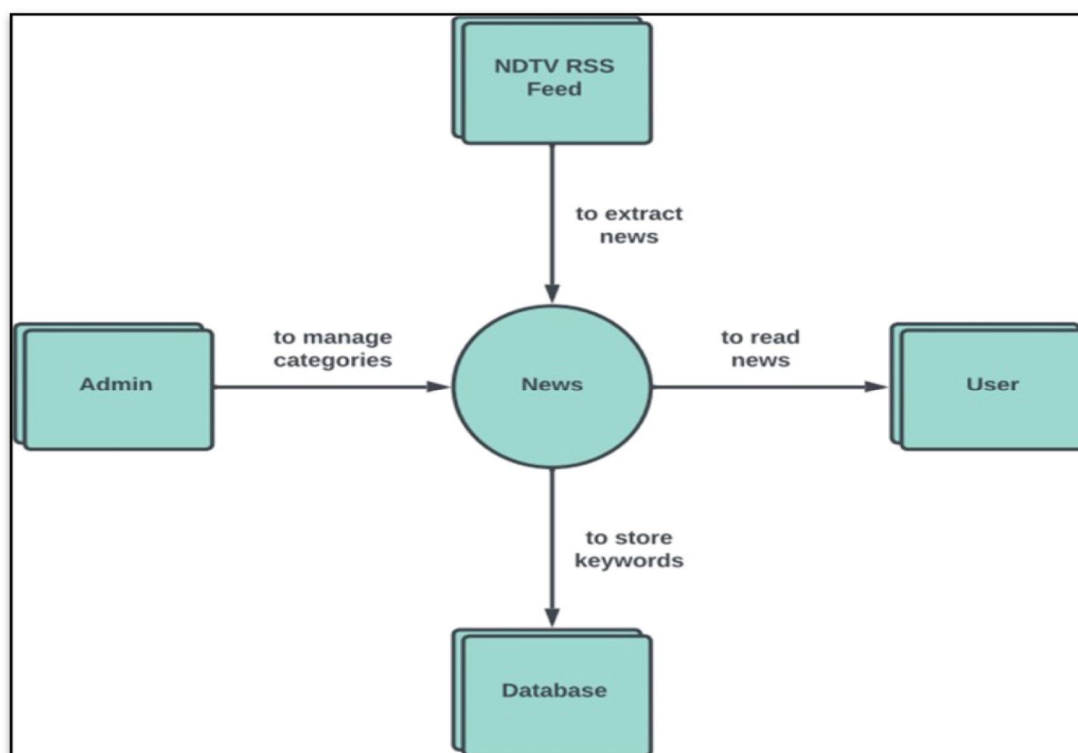 NDTV RSS
Feed
to extract
news
to manage
categories
to read
news
Admin
News
User
to store
keywords
Database